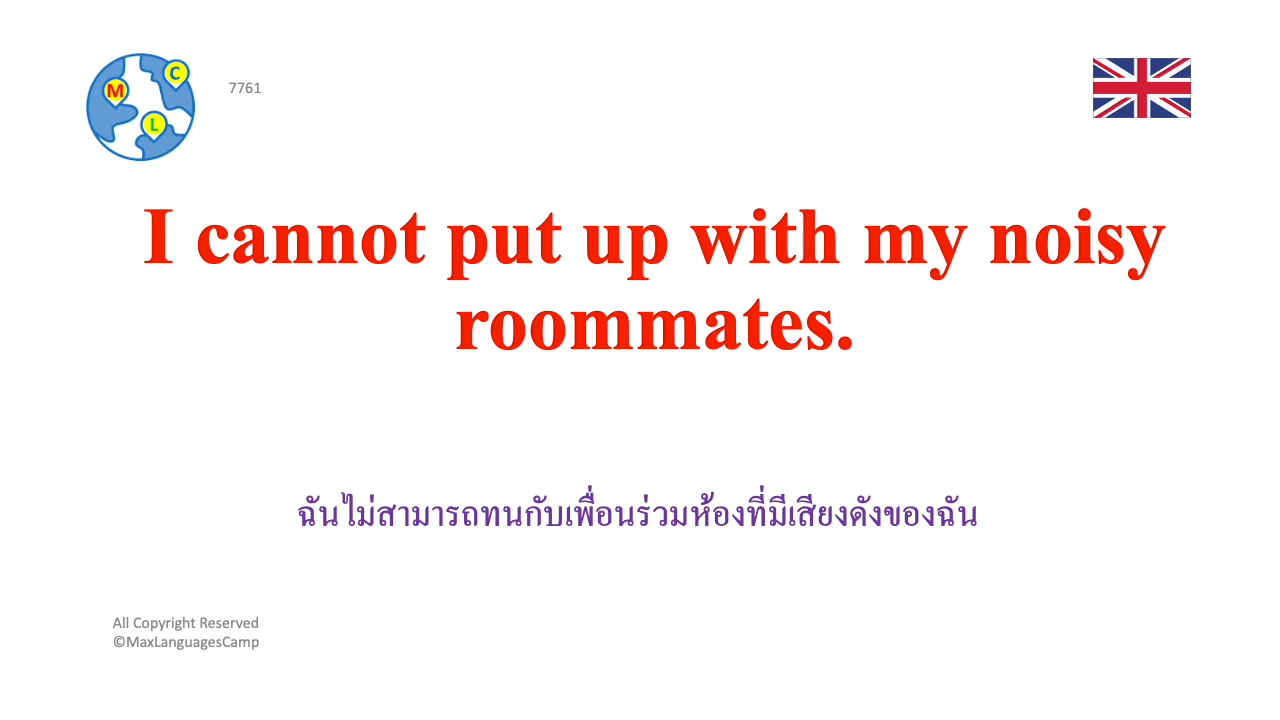 M
C
L
7761
I cannot put up with my noisy
roommates.
ฉันไม่สามารถทนกับเพื่อนร่วมห้องที่มีเสียงดังของฉัน
All Copyright Reserved
©MaxLanguagesCamp